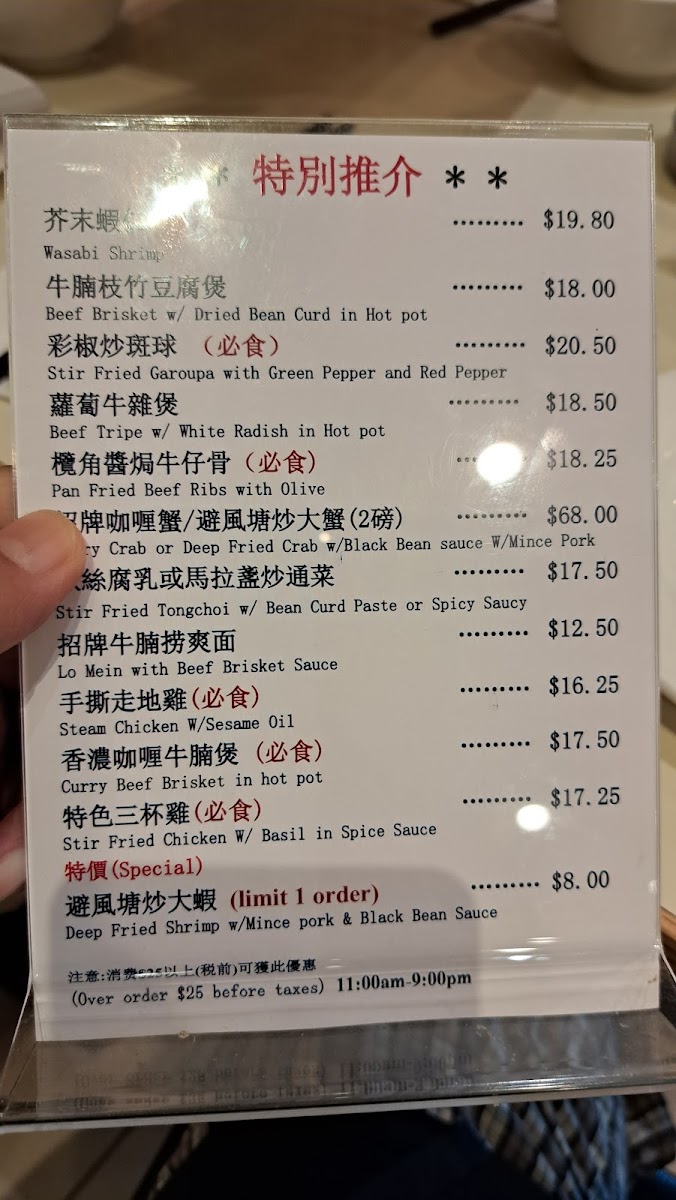 * 特別推介 * *
芥末蝦 ......... $19.80
Wasabi Shrimp
牛腩枝竹豆腐煲 ......... $18.00
Beef Brisket w/ Dried Bean Curd in Hot pot
彩椒炒斑球 (必食) ......... $20.50
Stir Fried Garoupa with Green Pepper and Red Pepper
蘿蔔牛雜煲 ......... $18.50
Beef Tripe w/ White Radish in Hot pot
欖角醬焗牛仔骨 (必食) ......... $18.25
Pan Fried Beef Ribs with Olive
招牌咖喱蟹/避風塘炒大蟹(2磅) ......... $68.00
Crab or Deep Fried Crab w/Black Bean sauce W/Mince Pork
絲腐乳或馬拉盞炒通菜 ......... $17.50
Stir Fried Tongchoi w/ Bean Curd Paste or Spicy Saucy
招牌牛腩撈爽面 ......... $12.50
Lo Mein with Beef Brisket Sauce
手撕走地雞(必食) ......... $16.25
Steam Chicken W/Sesame Oil
香濃咖喱牛腩煲 (必食) ......... $17.50
Curry Beef Brisket in hot pot
特色三杯雞(必食) ......... $17.25
Stir Fried Chicken W/ Basil in Spice Sauce
特價(Special)
避風塘炒大蝦 (limit 1 order) ......... $8.00
Deep Fried Shrimp w/Mince pork & Black Bean Sauce
注意:消费$25以上(税前)可獲此優惠
(Over order $25 before taxes) 11:00am-9:00pm